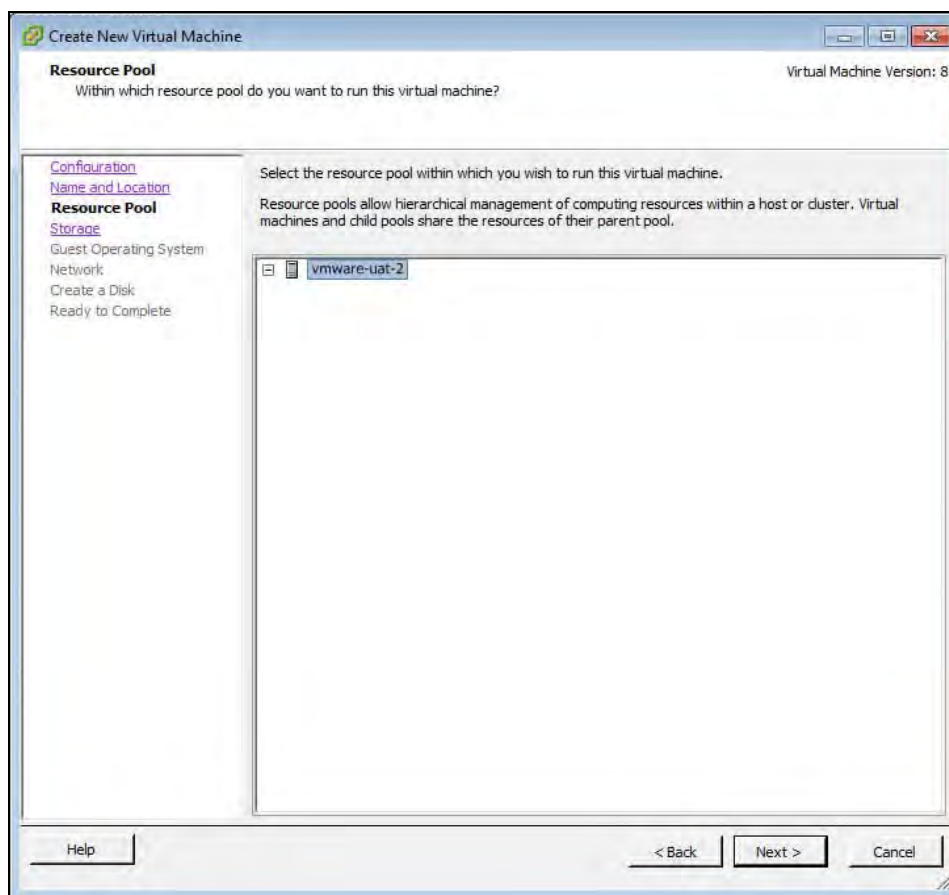 Create New Virtual Machine
Resource Pool
Virtual Machine Version: 8
Within which resource pool do you want to run this virtual machine?
Configuration
Name and Location
Resource Pool
Storage
Guest Operating System
Network
Create a Disk
Ready to Complete
Select the resource pool within which you wish to run this virtual machine.
Resource pools allow hierarchical management of computing resources within a host or cluster. Virtual
machines and child pools share the resources of their parent pool.
vmware-uat-2
Help
< Back
Next >
Cancel